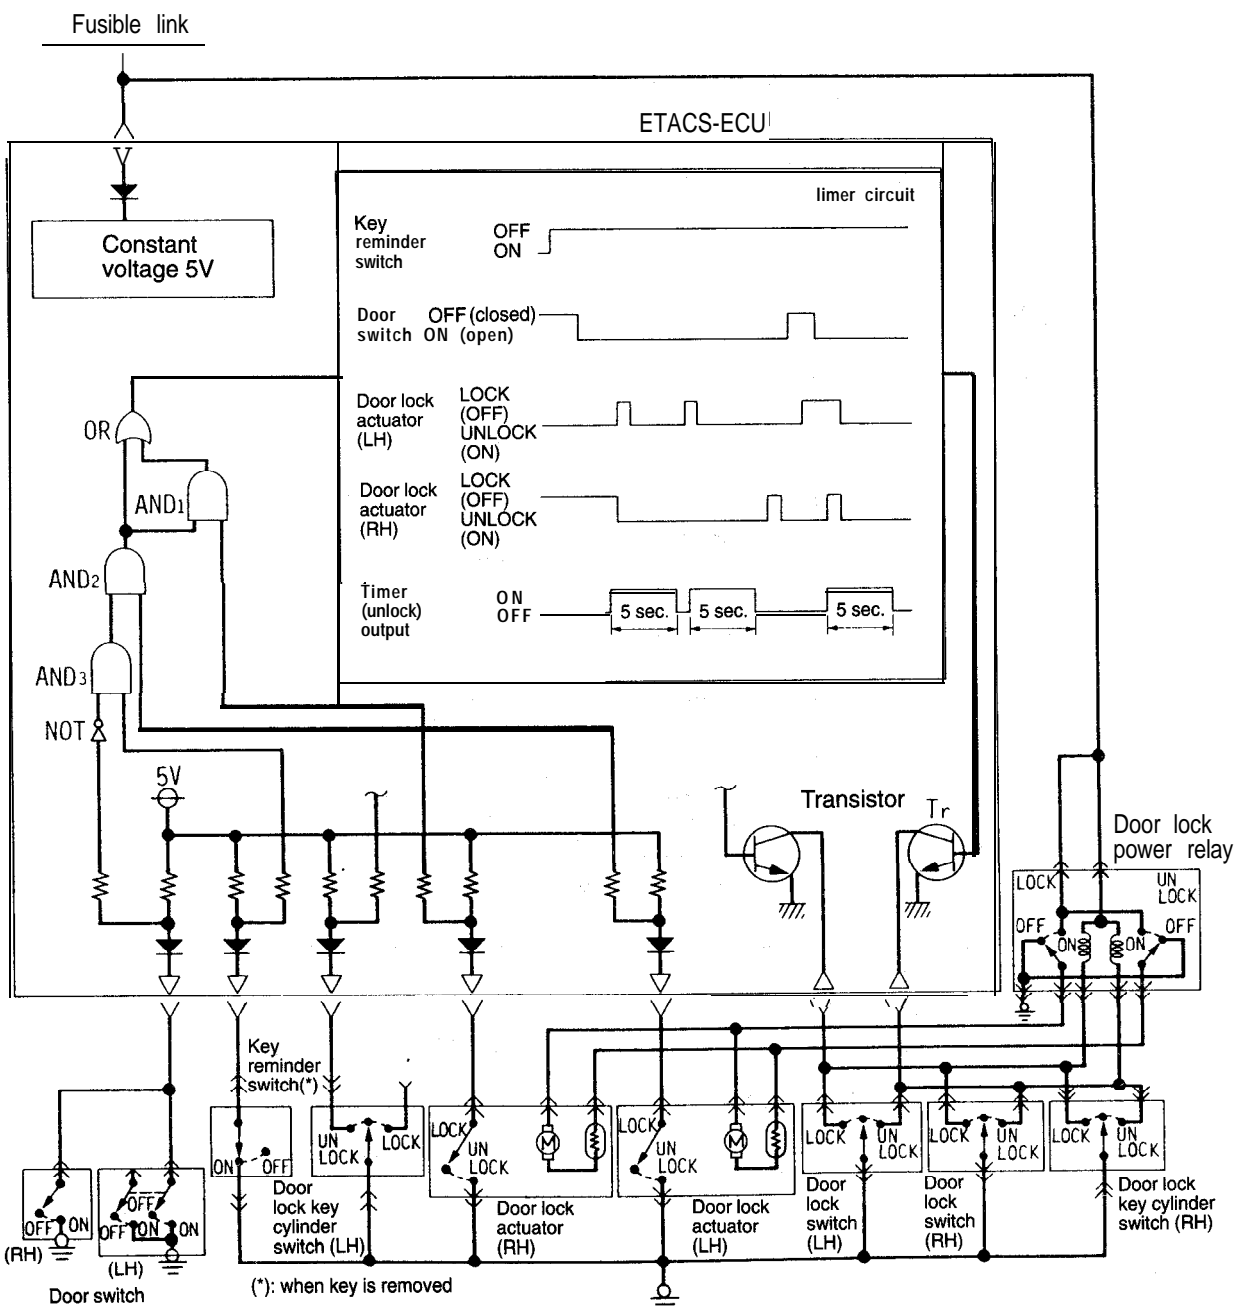 Fusible link
ETACS-ECU
limer circuit
Constant
voltage 5V
Key
reminder
switch
OFF
ON
Door
switch
OFF (closed)
ON (open)
Door lock
actuator
(LH)
LOCK
(OFF)
UNLOCK
(ON)
Door lock
actuator
(RH)
LOCK
(OFF)
UNLOCK
(ON)
Timer
(unlock)
output
ON
OFF
5 sec.
5 sec.
5 sec.
OR
AND1
AND2
AND3
NOT
5V
Transistor
Tr
Door lock
power relay
LOCK
UN
LOCK
OFF
ON
ON
OFF
Key
reminder
switch(*)
ON
OFF
UN
LOCK
LOCK
Door
lock key
cylinder
switch (LH)
LOCK
UN
LOCK
M
Door lock
actuator
(RH)
LOCK
UN
LOCK
M
Door lock
actuator
(LH)
LOCK
UN
LOCK
Door
lock
switch
(LH)
LOCK
UN
LOCK
Door
lock
switch
(RH)
LOCK
UN
LOCK
Door lock
key cylinder
switch (RH)
OFF
ON
(RH)
OFF
OFF
ON
ON
(LH)
Door switch
(*): when key is removed